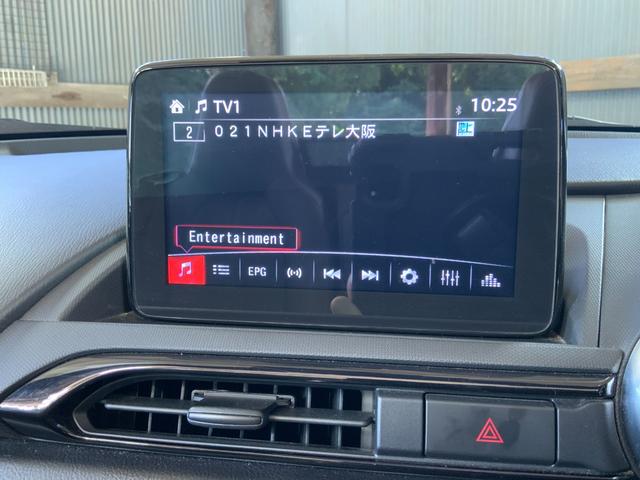 TV1
10:25
2 021NHKEテレ大阪
Entertainment
EPG